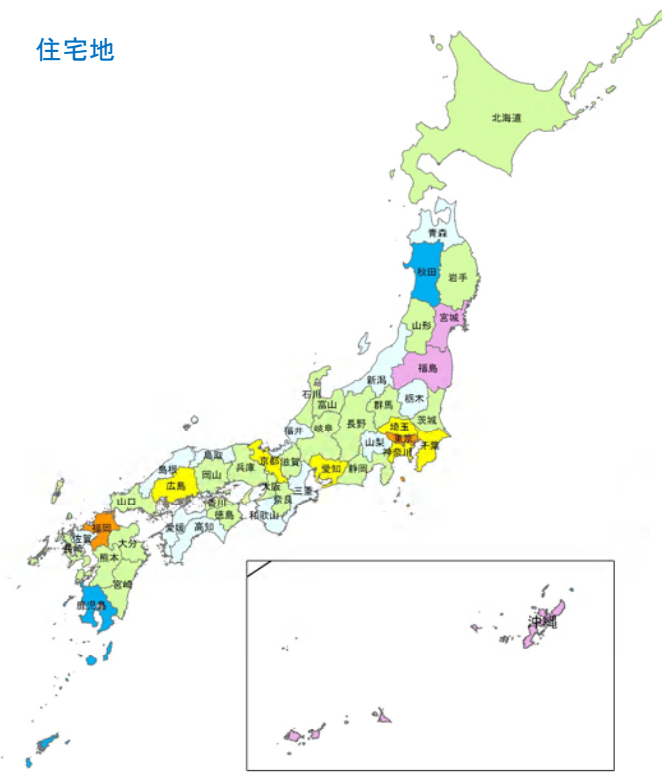 住宅地
北海道
青森
秋田
岩手
宮城
山形
福島
新潟
栃木
石川
富山
群馬
茨城
福井
岐阜
長野
埼玉
東京
千葉
山梨
神奈川
鳥取
島根
兵庫
京都
滋賀
愛知
静岡
岡山
広島
大阪
三重
奈良
山口
香川
徳島
和歌山
愛媛
高知
福岡
佐賀
長崎
大分
熊本
宮崎
鹿児島
沖縄